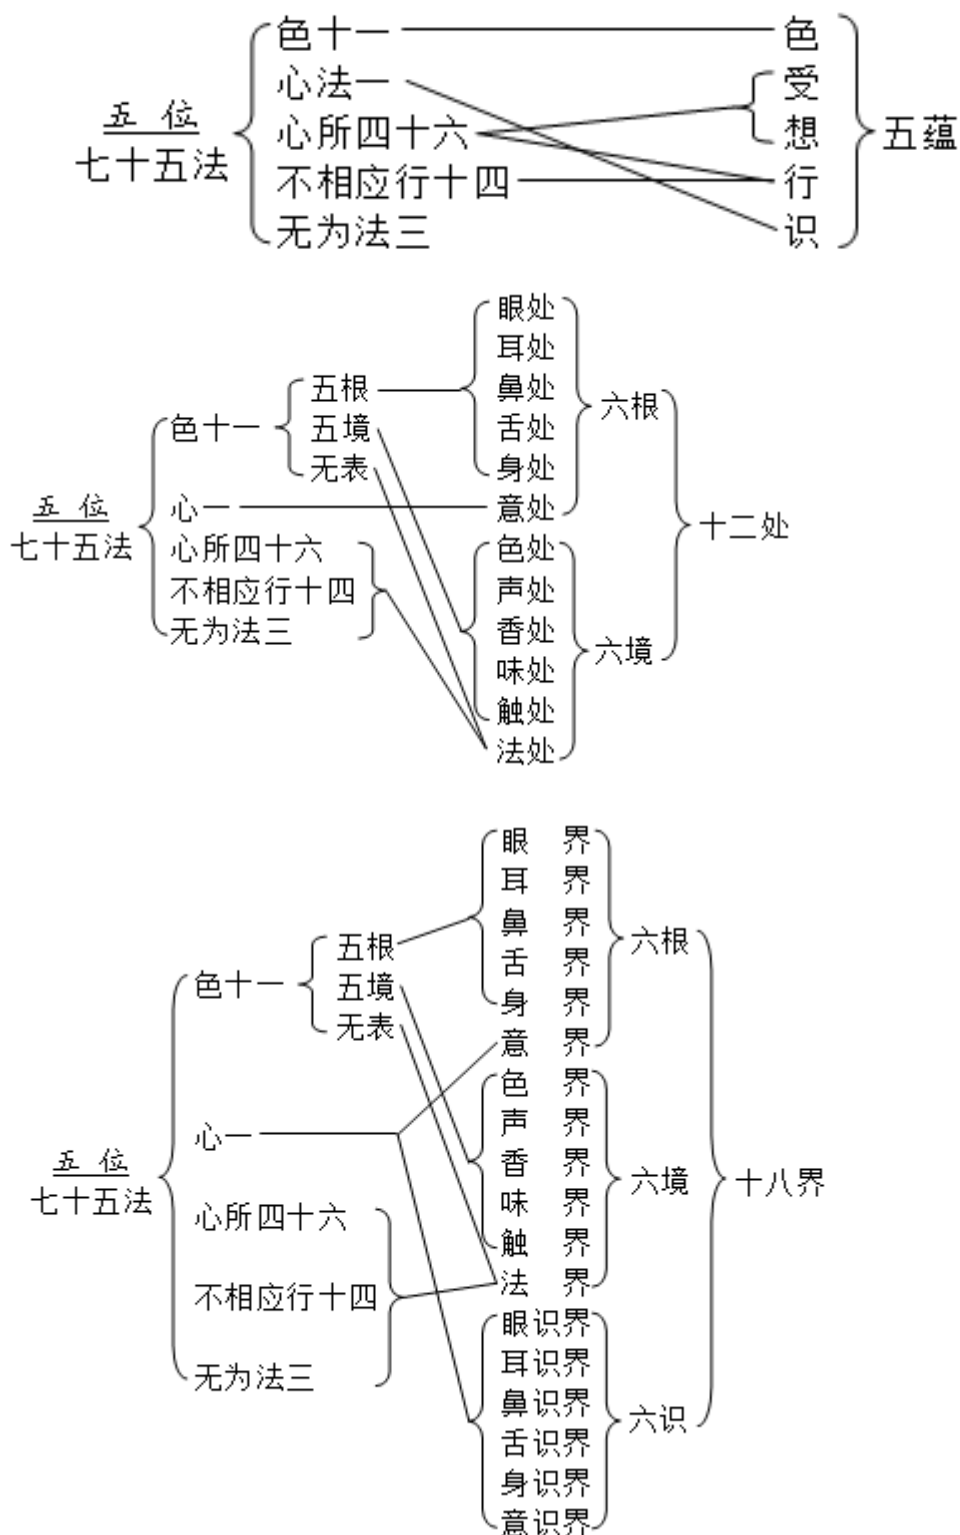 色十一 色
心法一 受
五位 心所四十六 想 五蕴
七十五法 不相应行十四 行
无为法三 识
眼处
耳处
五根 鼻处 六根
色十一 五境 舌处
无表 身处
五位 心一 意处 十二处
七十五法 心所四十六 色处
不相应行十四 声处
无为法三 香处 六境
味处
触处
法处
眼界
耳界
鼻界
五根 舌界 六根
色十一 五境 身界
无表 意界
色界
心一 声界
五位 香界 六境 十八界
七十五法 味界
心所四十六 触界
不相应行十四 法界
眼识界
无为法三 耳识界
鼻识界 六识
舌识界
身识界
意识界